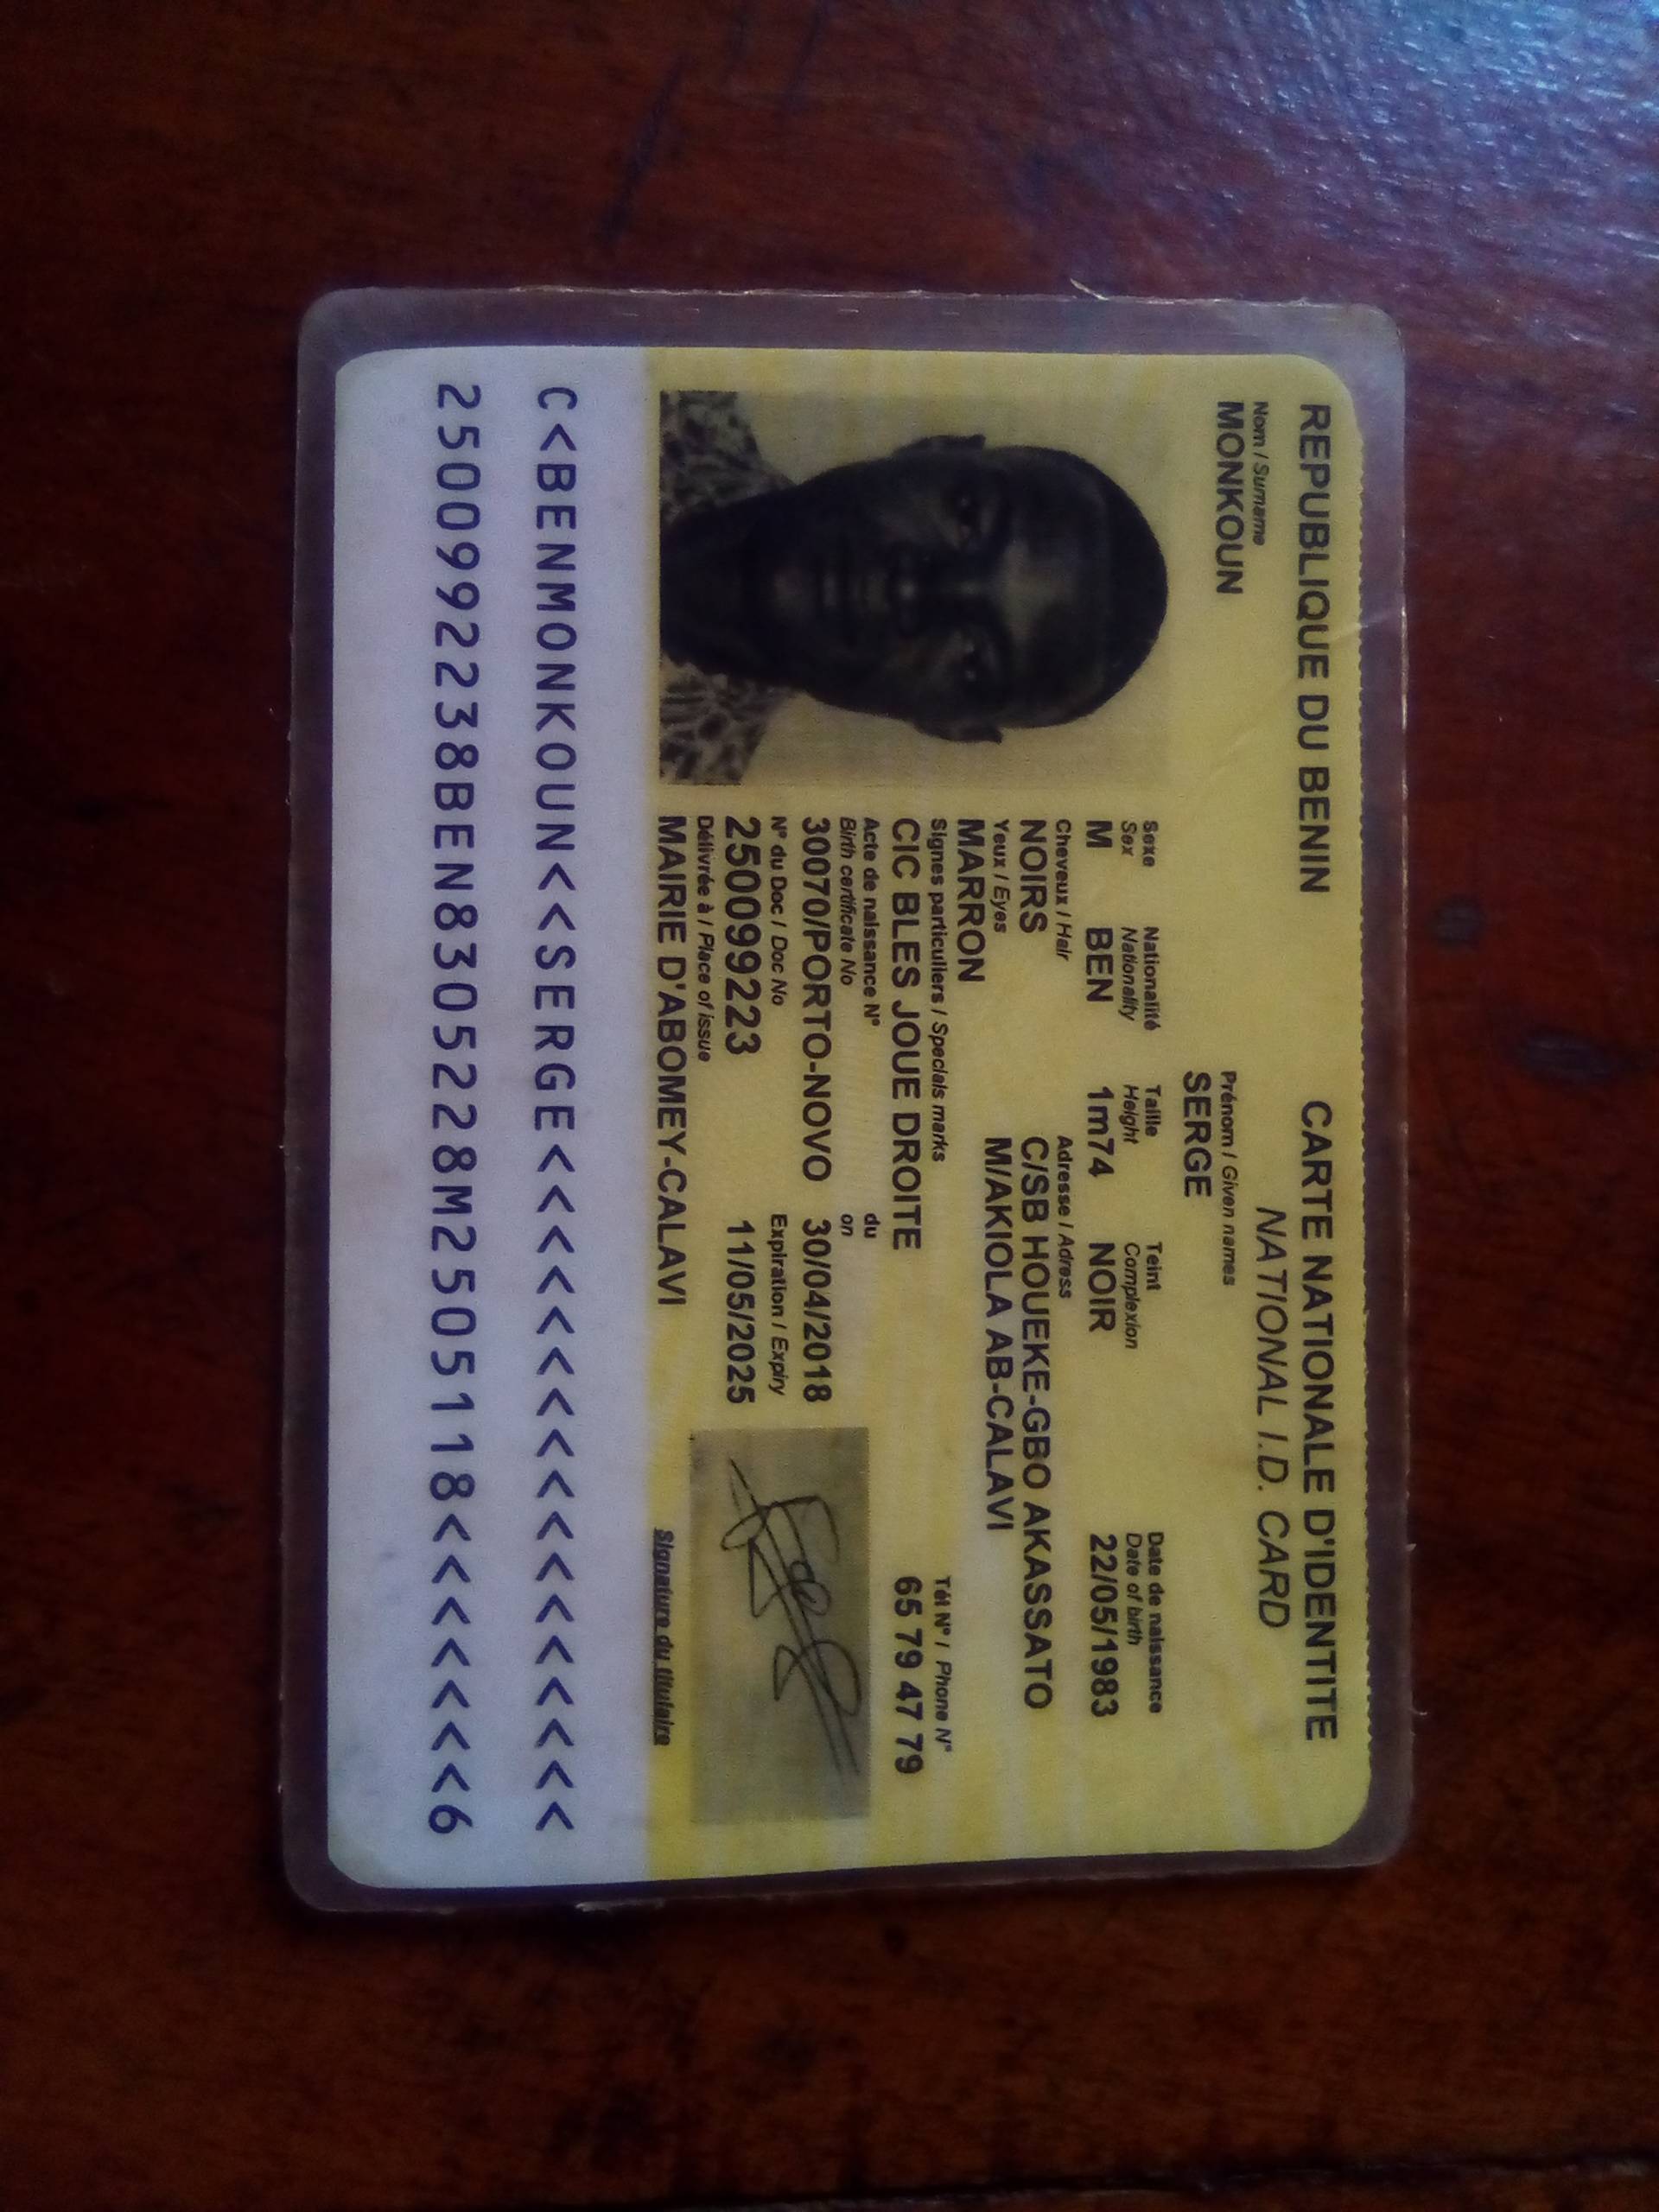 REPUBLIQUE DU BENIN
CARTE NATIONALE D'IDENTITE
NATIONAL I.D. CARD
Nom / Surname
MONKOUN
Prénom / Given names
SERGE
Sexe
Sex
M
Nationalité
Nationality
BEN
Taille
Height
1m74
Teint
Complexion
NOIR
Date de naissance
Date of birth
22/05/1983
Cheveux / Hair
NOIRS
Adresse / Adress
C/SB HOUEKE-GBO AKASSATO
M/AKIOLA AB-CALAVI
Yeux / Eyes
MARRON
Signes particuliers / Specials marks
CIC BLES JOUE DROITE
Tél N° / Phone N°
65 79 47 79
Acte de naissance N°
Birth certificate No
30070/PORTO-NOVO
du
on
30/04/2018
N° du Doc / Doc No
250099223
Expiration / Expiry
11/05/2025
Délivrée à / Place of issue
MAIRIE D'ABOMEY-CALAVI
Signature du titulaire
C<BENMONKOUN<<SERGE<<<<<<<<<<<<<<<<<
2500992238BEN8305228M2505118<<<<<<<6